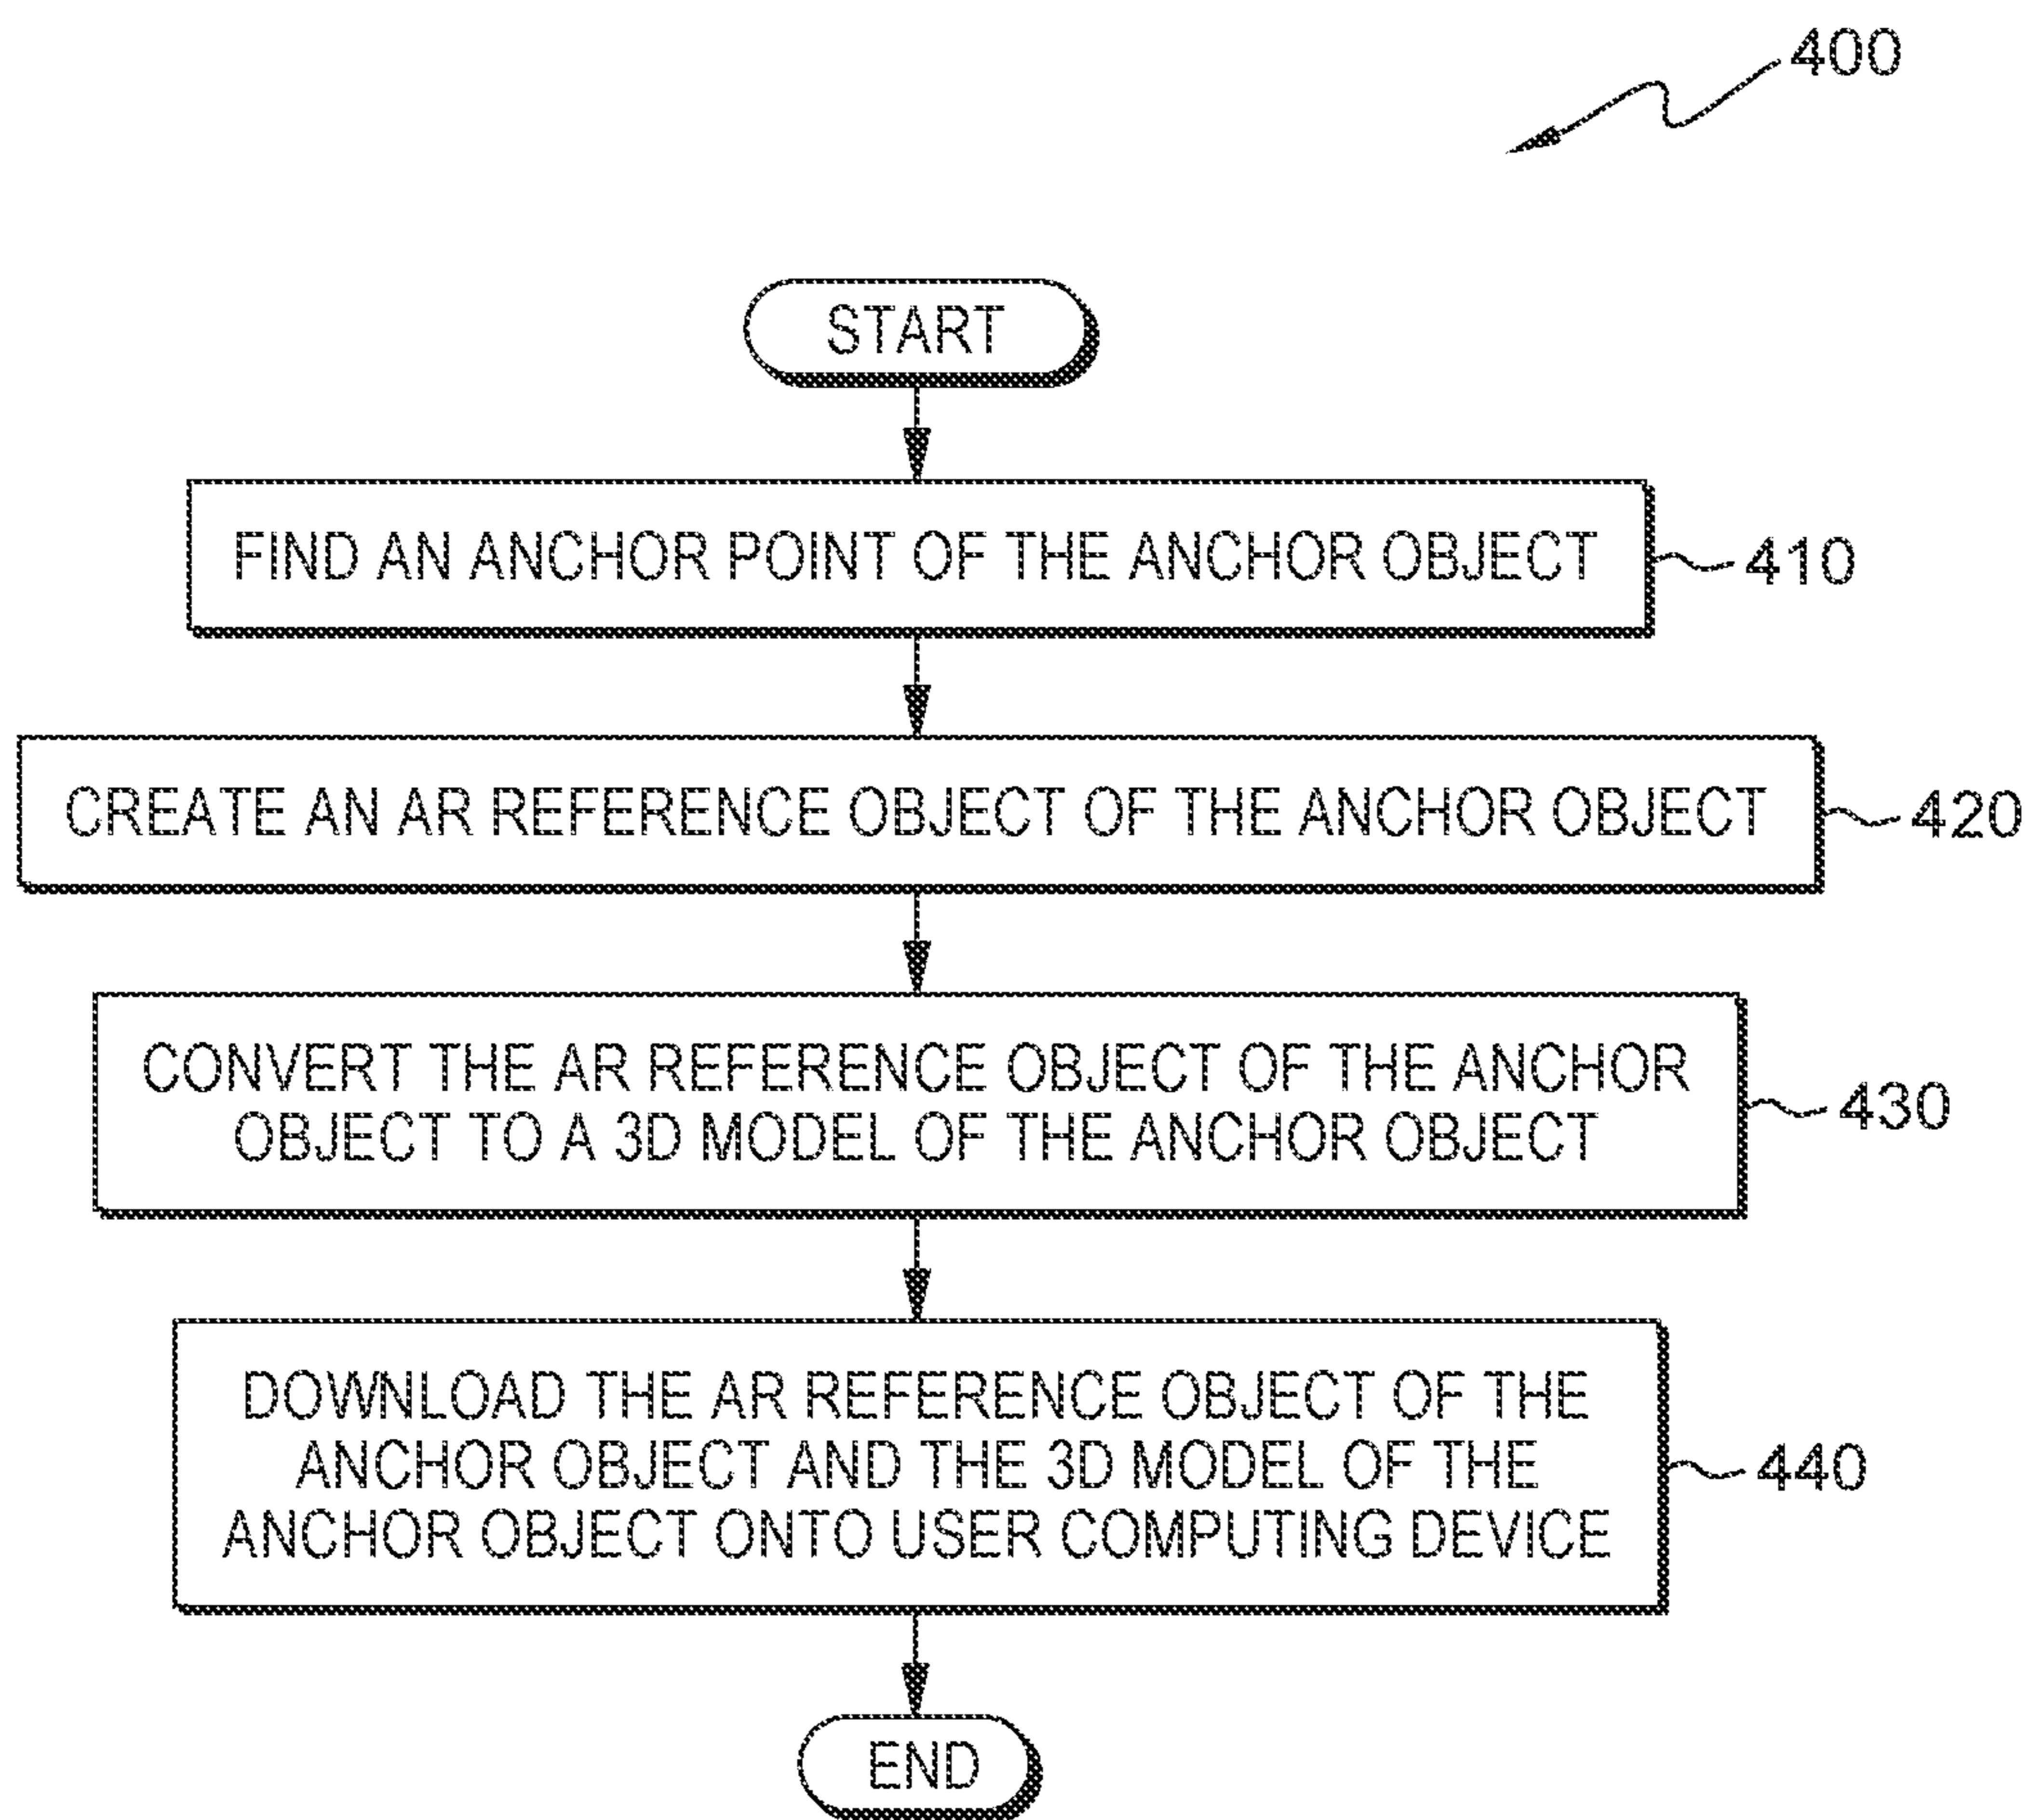 400
START
FIND AN ANCHOR POINT OF THE ANCHOR OBJECT
410
CREATE AN AR REFERENCE OBJECT OF THE ANCHOR OBJECT
420
CONVERT THE AR REFERENCE OBJECT OF THE ANCHOR
OBJECT TO A 3D MODEL OF THE ANCHOR OBJECT
430
DOWNLOAD THE AR REFERENCE OBJECT OF THE
ANCHOR OBJECT AND THE 3D MODEL OF THE
ANCHOR OBJECT ONTO USER COMPUTING DEVICE
440
END